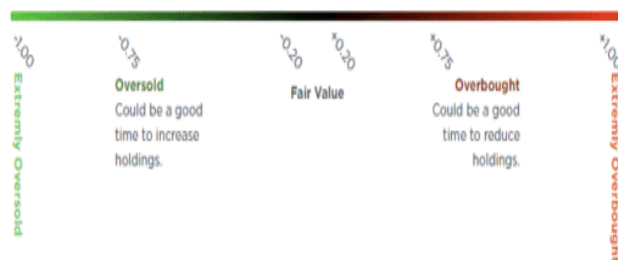 -1.00
-0.75
-0.20
+0.20
+0.75
+1.00
Extremly Oversold
Oversold
Could be a good
time to increase
holdings.
Fair Value
Overbought
Could be a good
time to reduce
holdings.
Extremly Overbought